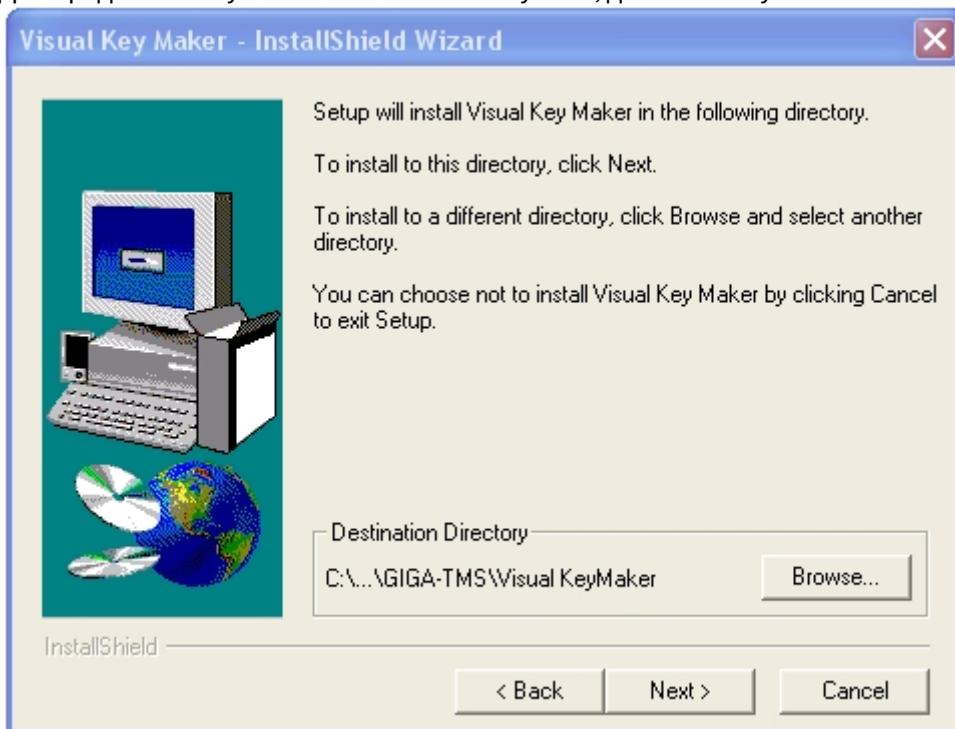 Visual Key Maker - InstallShield Wizard
Setup will install Visual Key Maker in the following directory.
To install to this directory, click Next.
To install to a different directory, click Browse and select another
directory.
You can choose not to install Visual Key Maker by clicking Cancel
to exit Setup.
Destination Directory
C:\...\GIGA-TMS\Visual KeyMaker
Browse...
InstallShield
< Back
Next >
Cancel